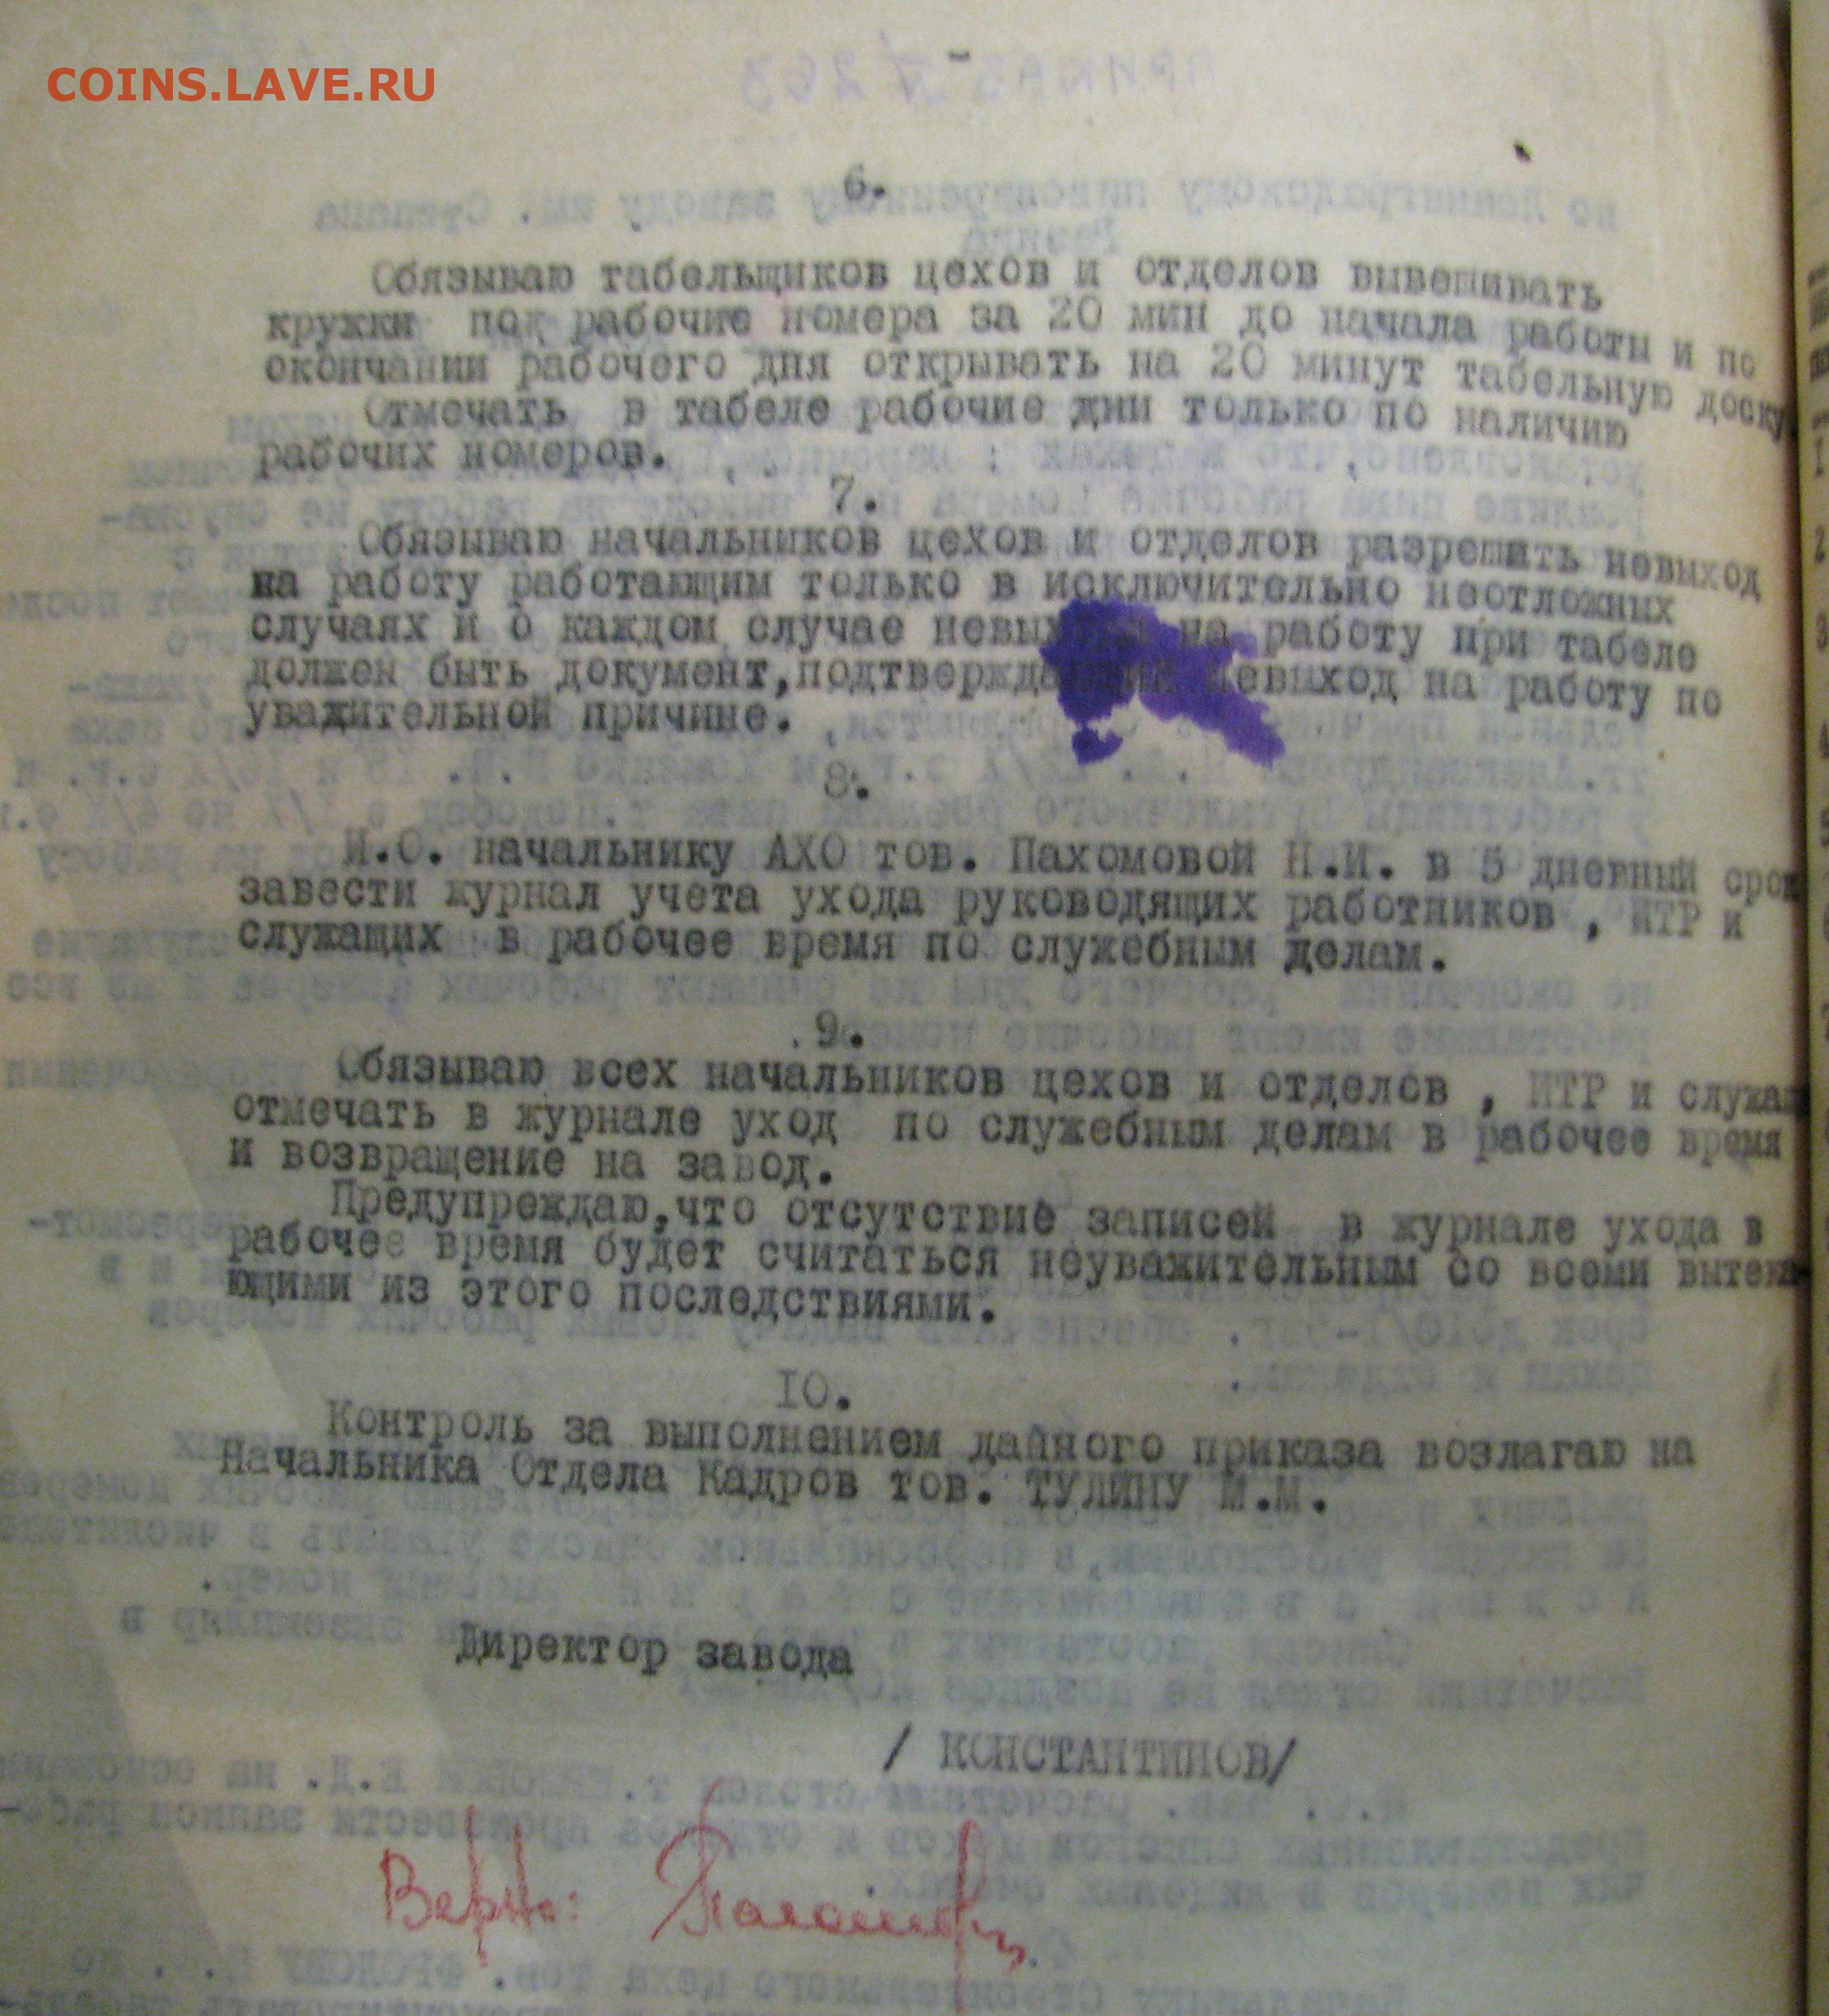 COINS.LAVE.RU
6.
Обязываю табельщиков цехов и отделов вывешивать
кружки под рабочие номера за 20 мин до начала работы и по
окончании рабочего дня открывать на 20 минут табельную доску
Отмечать в табеле рабочие дни только по наличию
рабочих номеров.
7.
Обязываю начальников цехов и отделов разрешать невыход
на работу работающим только в исключительно неотложных
случаях и о каждом случае невыхода на работу при табеле
должен быть документ,подтверждающий невыход на работу по
уважительной причине.
8.
И.О. начальнику АХО тов. Пахомовой Н.И. в 5 дневный срок
завести журнал учета ухода руководящих работников , ИТР и
служащих в рабочее время по служебным делам.
9.
Обязываю всех начальников цехов и отделов , ИТР и служащ
отмечать в журнале уход по служебным делам в рабочее время
и возвращение на завод.
Предупреждаю,что отсутствие записей в журнале ухода в
рабочее время будет считаться неуважительным со всеми вытека-
ющими из этого последствиями.
10.
Контроль за выполнением данного приказа возлагаю на
Начальника Отдела Кадров тов. ТУЛИНУ М.М.
Директор завода
/ КОНСТАНТИНОВ/
Верно: